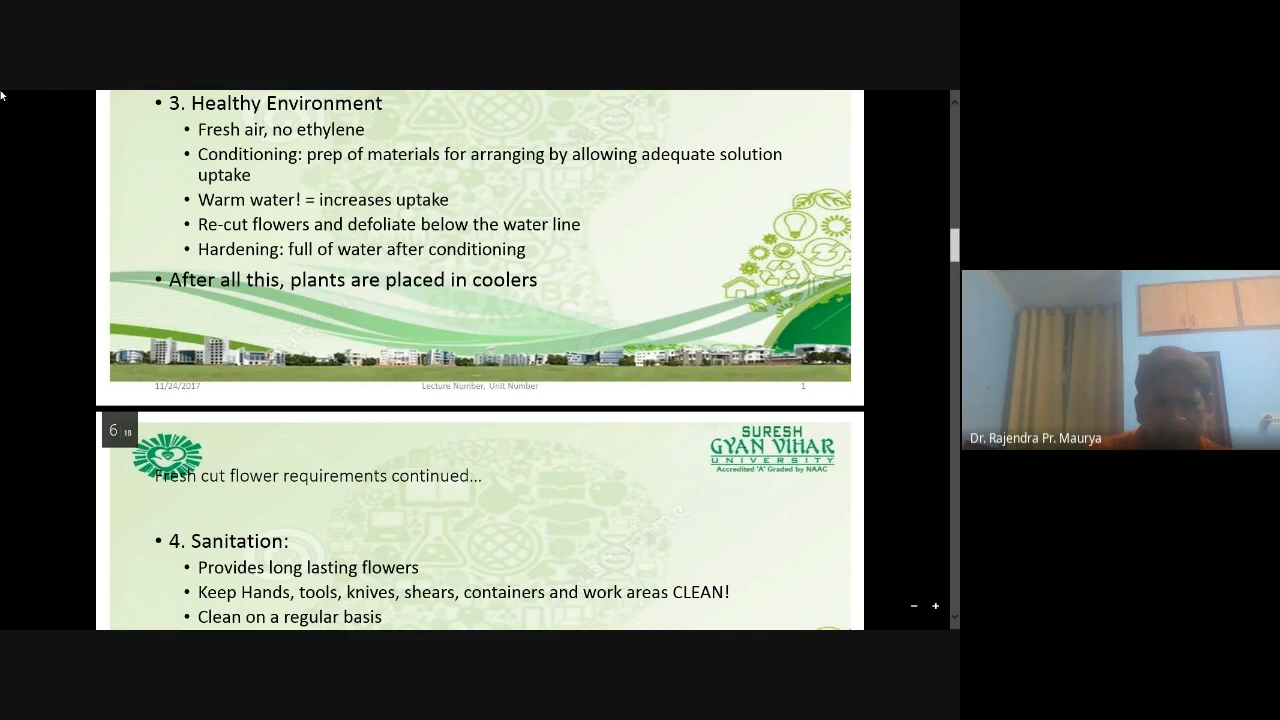 • 3. Healthy Environment
• Fresh air, no ethylene
• Conditioning: prep of materials for arranging by allowing adequate solution
uptake
• Warm water! = increases uptake
• Re-cut flowers and defoliate below the water line
• Hardening: full of water after conditioning
• After all this, plants are placed in coolers
11/24/2017
Lecture Number, Unit Number
1
6 18
SURESH
GYAN VIHAR
UNIVERSITY
Accredited 'A' Graded by NAAC
Fresh cut flower requirements continued...
• 4. Sanitation:
• Provides long lasting flowers
• Keep Hands, tools, knives, shears, containers and work areas CLEAN!
• Clean on a regular basis
− +
Dr. Rajendra Pr. Maurya